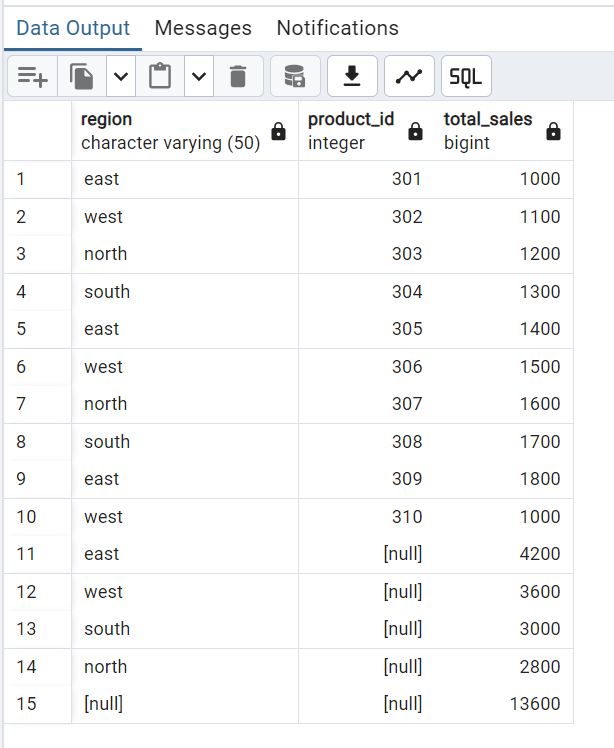 Data Output Messages Notifications
SQL
region product_id total_sales
character varying (50) integer bigint
1 east 301 1000
2 west 302 1100
3 north 303 1200
4 south 304 1300
5 east 305 1400
6 west 306 1500
7 north 307 1600
8 south 308 1700
9 east 309 1800
10 west 310 1000
11 east [null] 4200
12 west [null] 3600
13 south [null] 3000
14 north [null] 2800
15 [null] [null] 13600